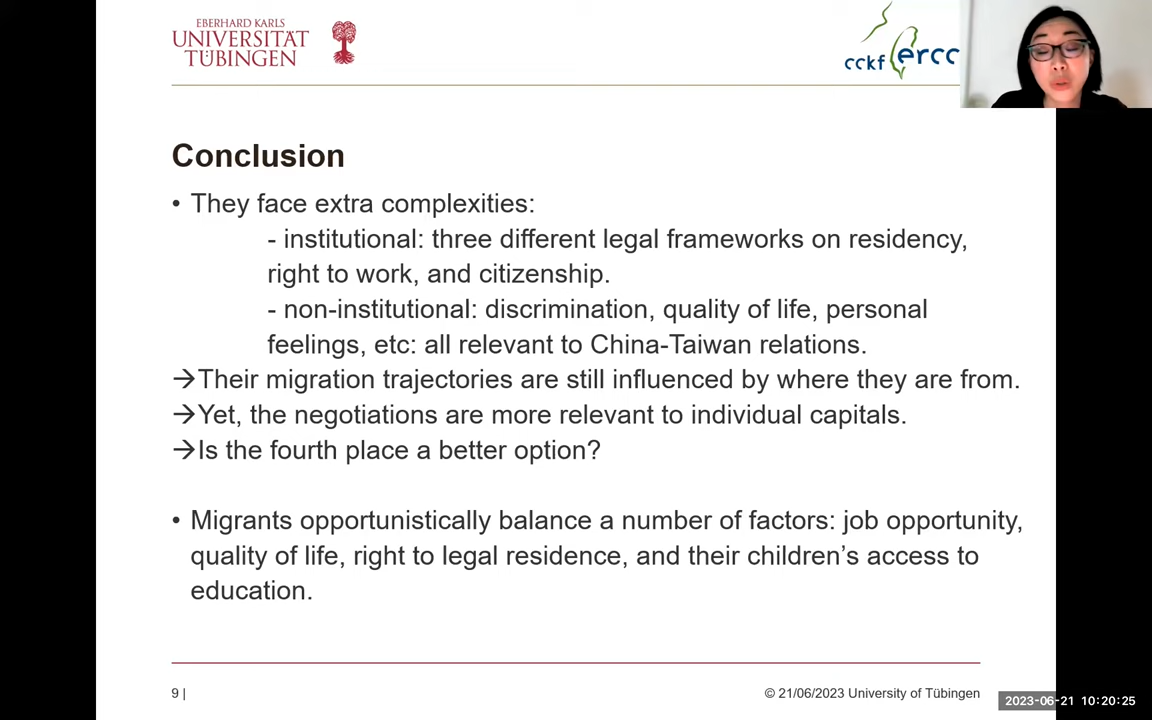 EBERHARD KARLS
UNIVERSITÄT
TÜBINGEN
cckf ercc
Conclusion
• They face extra complexities:
- institutional: three different legal frameworks on residency,
right to work, and citizenship.
- non-institutional: discrimination, quality of life, personal
feelings, etc: all relevant to China-Taiwan relations.
→Their migration trajectories are still influenced by where they are from.
→Yet, the negotiations are more relevant to individual capitals.
→Is the fourth place a better option?
• Migrants opportunistically balance a number of factors: job opportunity,
quality of life, right to legal residence, and their children’s access to
education.
9 |
© 21/06/2023 University of Tübingen
2023-06-21 10:20:25